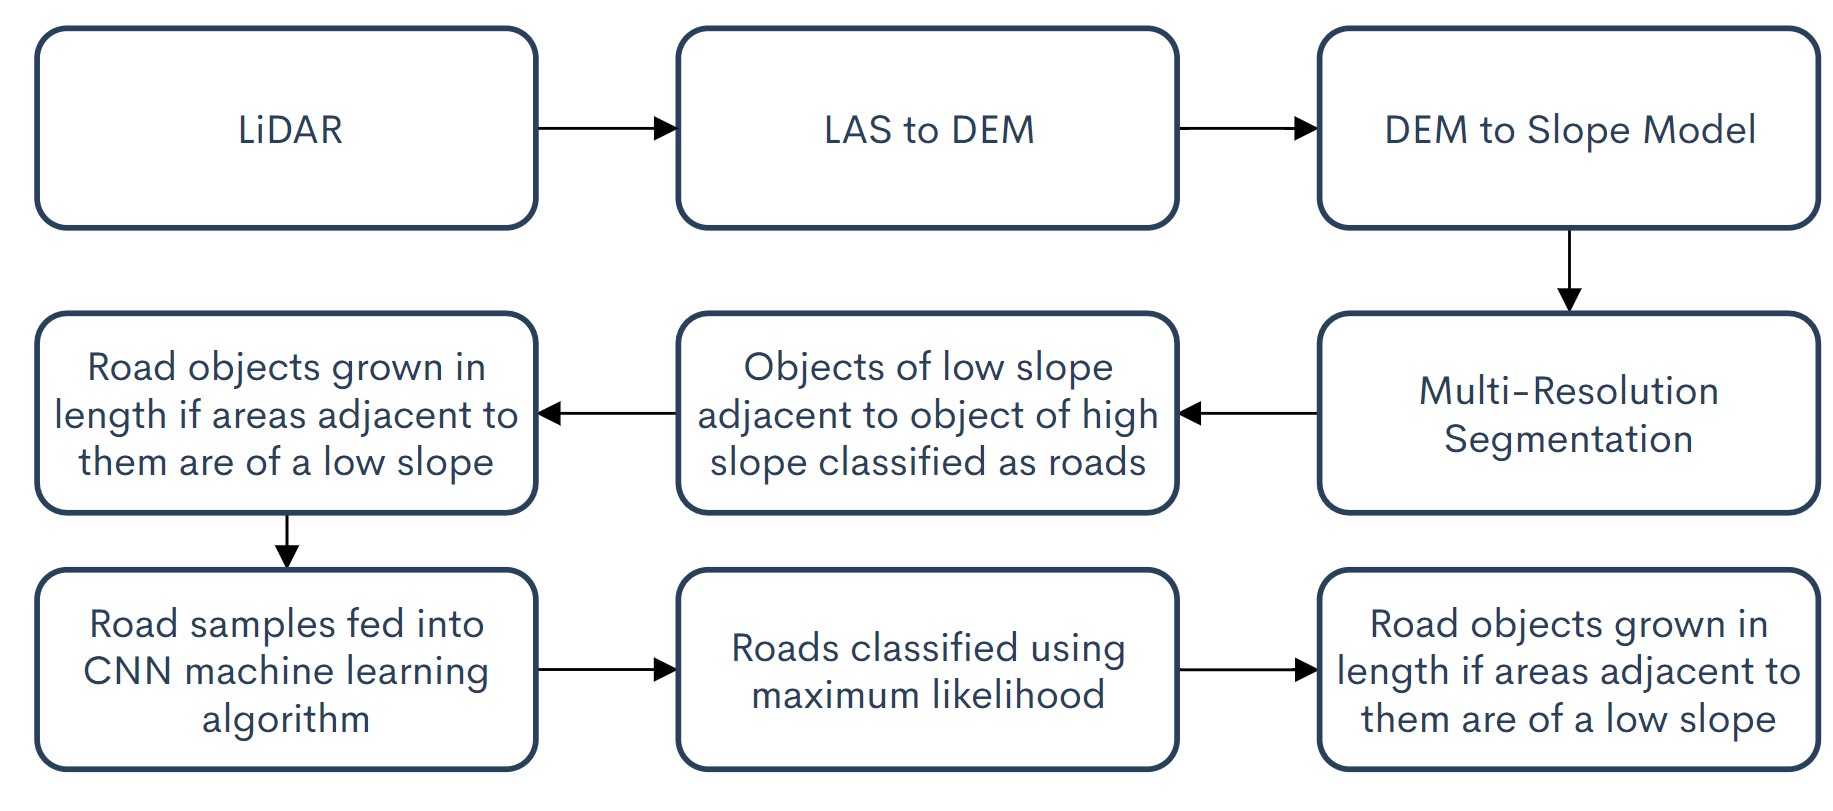 LiDAR
LAS to DEM
DEM to Slope Model
Multi-Resolution
Segmentation
Objects of low slope
adjacent to object of high
slope classified as roads
Road objects grown in
length if areas adjacent to
them are of a low slope
Road samples fed into
CNN machine learning
algorithm
Roads classified using
maximum likelihood
Road objects grown in
length if areas adjacent to
them are of a low slope